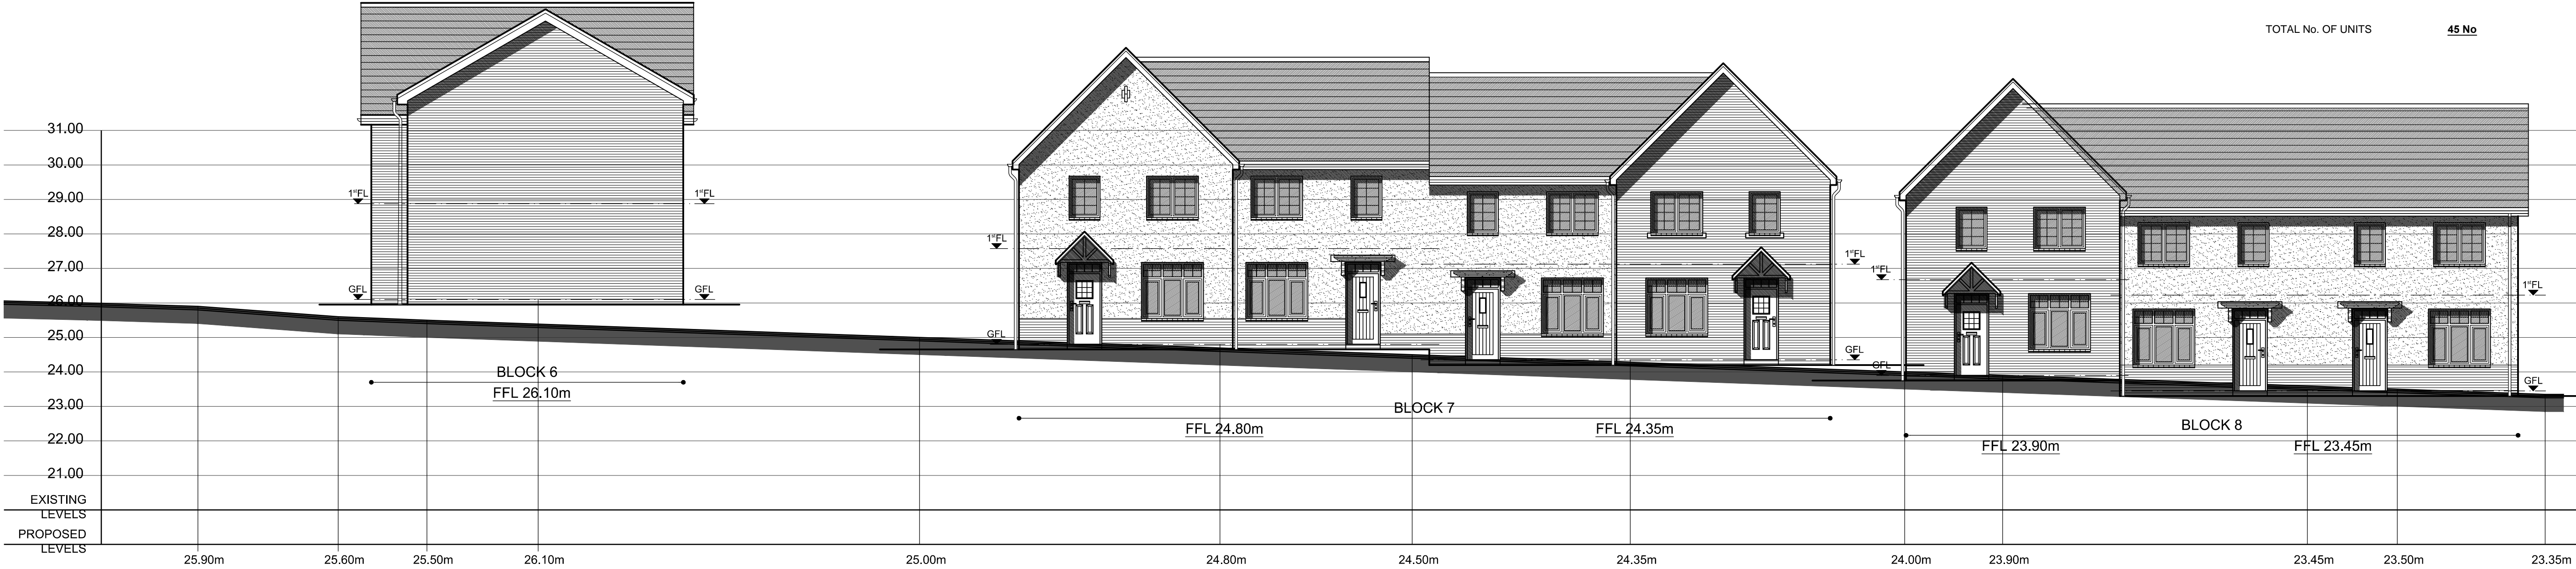 TOTAL No. OF UNITS 45 No
31.00
30.00
29.00
28.00
27.00
26.00
25.00
24.00
23.00
22.00
21.00
EXISTING
LEVELS
PROPOSED
LEVELS
1stFL
1stFL
GFL
GFL
BLOCK 6
FFL 26.10m
1stFL
GFL
1stFL
GFL
BLOCK 7
FFL 24.80m
FFL 24.35m
1stFL
GFL
1stFL
GFL
BLOCK 8
FFL 23.90m
FFL 23.45m
25.90m 25.60m 25.50m 26.10m 25.00m 24.80m 24.50m 24.35m 24.00m 23.90m 23.45m 23.50m 23.35m